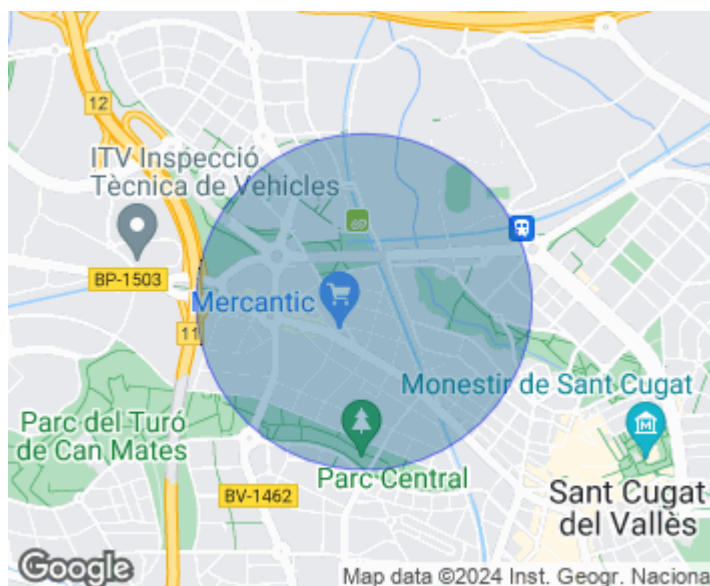 12
ITV Inspecció
Tècnica de Vehicles
BP-1503
Mercantic
11
Monestir de Sant Cugat
Parc del Turó
de Can Mates
Parc Central
BV-1462
Sant Cugat
del Vallès
Google
Map data ©2024 Inst. Geogr. Naciona